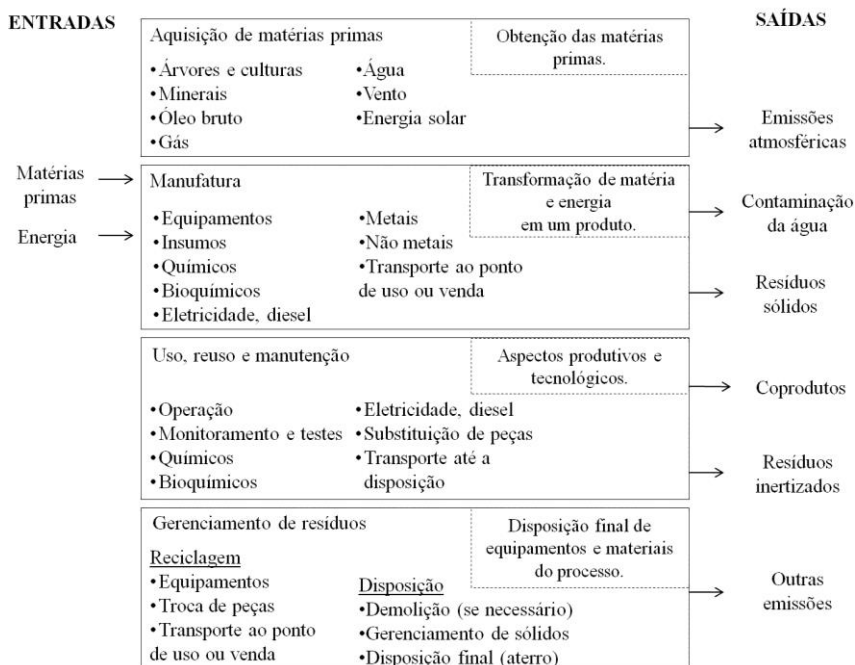 ENTRADAS
SAÍDAS
Aquisição de matérias primas
Obtenção das matérias
primas.
•Árvores e culturas
•Minerais
•Óleo bruto
•Gás
•Água
•Vento
•Energia solar
Emissões
atmosféricas
Matérias
primas
Energia
Manufatura
Transformação de matéria
e energia
em um produto.
•Equipamentos
•Insumos
•Químicos
•Bioquímicos
•Eletricidade, diesel
•Metais
•Não metais
•Transporte ao ponto
de uso ou venda
Contaminação
da água
Resíduos
sólidos
Uso, reuso e manutenção
Aspectos produtivos e
tecnológicos.
•Operação
•Monitoramento e testes
•Químicos
•Bioquímicos
•Eletricidade, diesel
•Substituição de peças
•Transporte até a
disposição
Coprodutos
Resíduos
inertizados
Gerenciamento de resíduos
Disposição final de
equipamentos e materiais
do processo.
Reciclagem
•Equipamentos
•Troca de peças
•Transporte ao ponto
de uso ou venda
Disposição
•Demolição (se necessário)
•Gerenciamento de sólidos
•Disposição final (aterro)
Outras
emissões